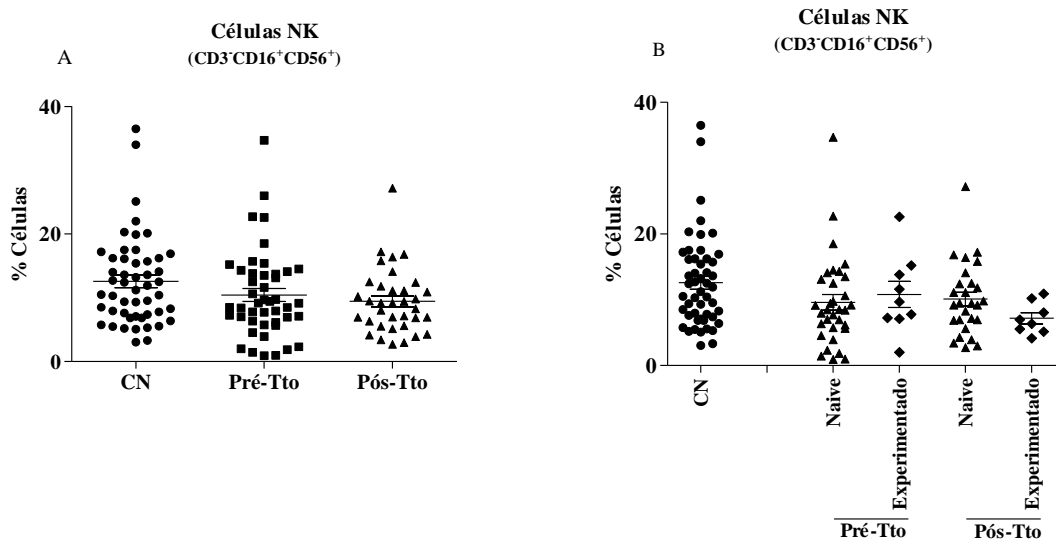 A
Células NK
(CD3⁻CD16⁺CD56⁺)
% Células
40
20
0
CN
Pré-Tto
Pós-Tto
B
Células NK
(CD3⁻CD16⁺CD56⁺)
% Células
40
20
0
CN
Naive
Experimentado
Naive
Experimentado
Pré-Tto
Pós-Tto